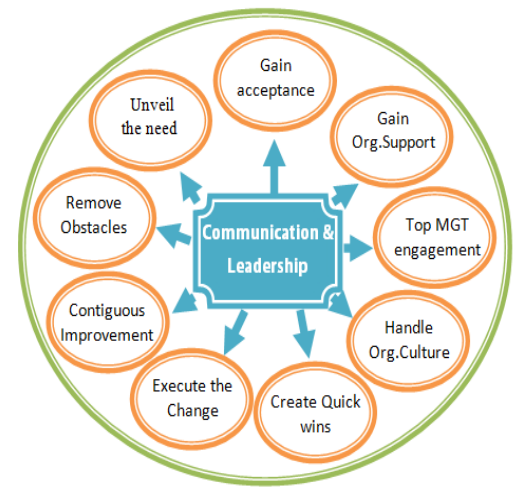 Gain
acceptance
Gain
Org.Support
Top MGT
engagement
Handle
Org.Culture
Create Quick
wins
Execute the
Change
Contiguous
Improvement
Remove
Obstacles
Unveil
the need
Communication &
Leadership